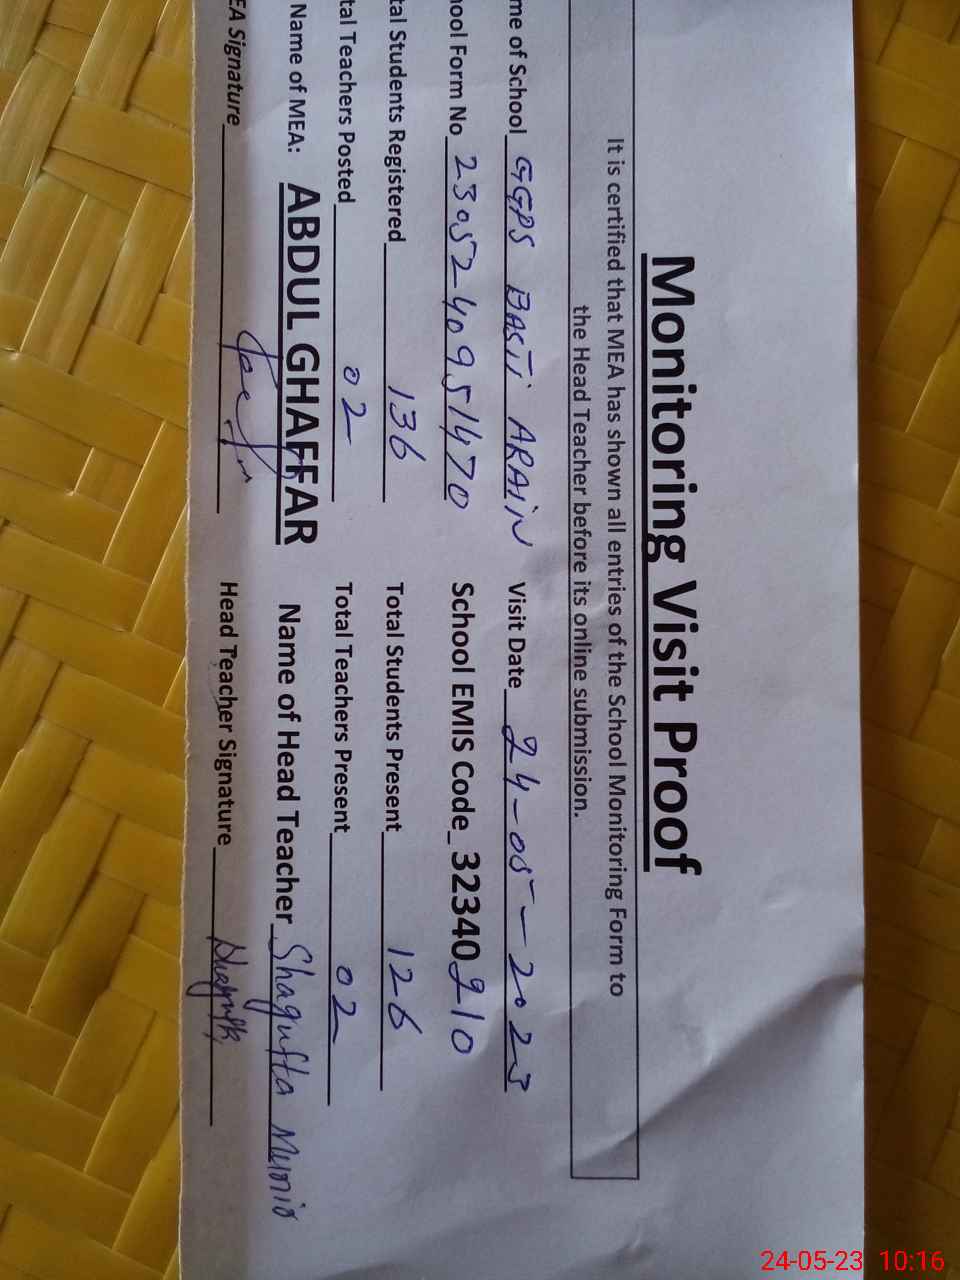 Monitoring Visit Proof
It is certified that MEA has shown all entries of the School Monitoring Form to
the Head Teacher before its online submission.
me of School GGPS BASTI ARAIN Visit Date 24-05-2023
ool Form No 2305240951470 School EMIS Code_32340210
tal Students Registered 136 Total Students Present 126
tal Teachers Posted 02 Total Teachers Present 02
Name of MEA: ABDUL GHAFFAR Name of Head Teacher Shagufta Munir
EA Signature Head Teacher Signature
24-05-23 10:16